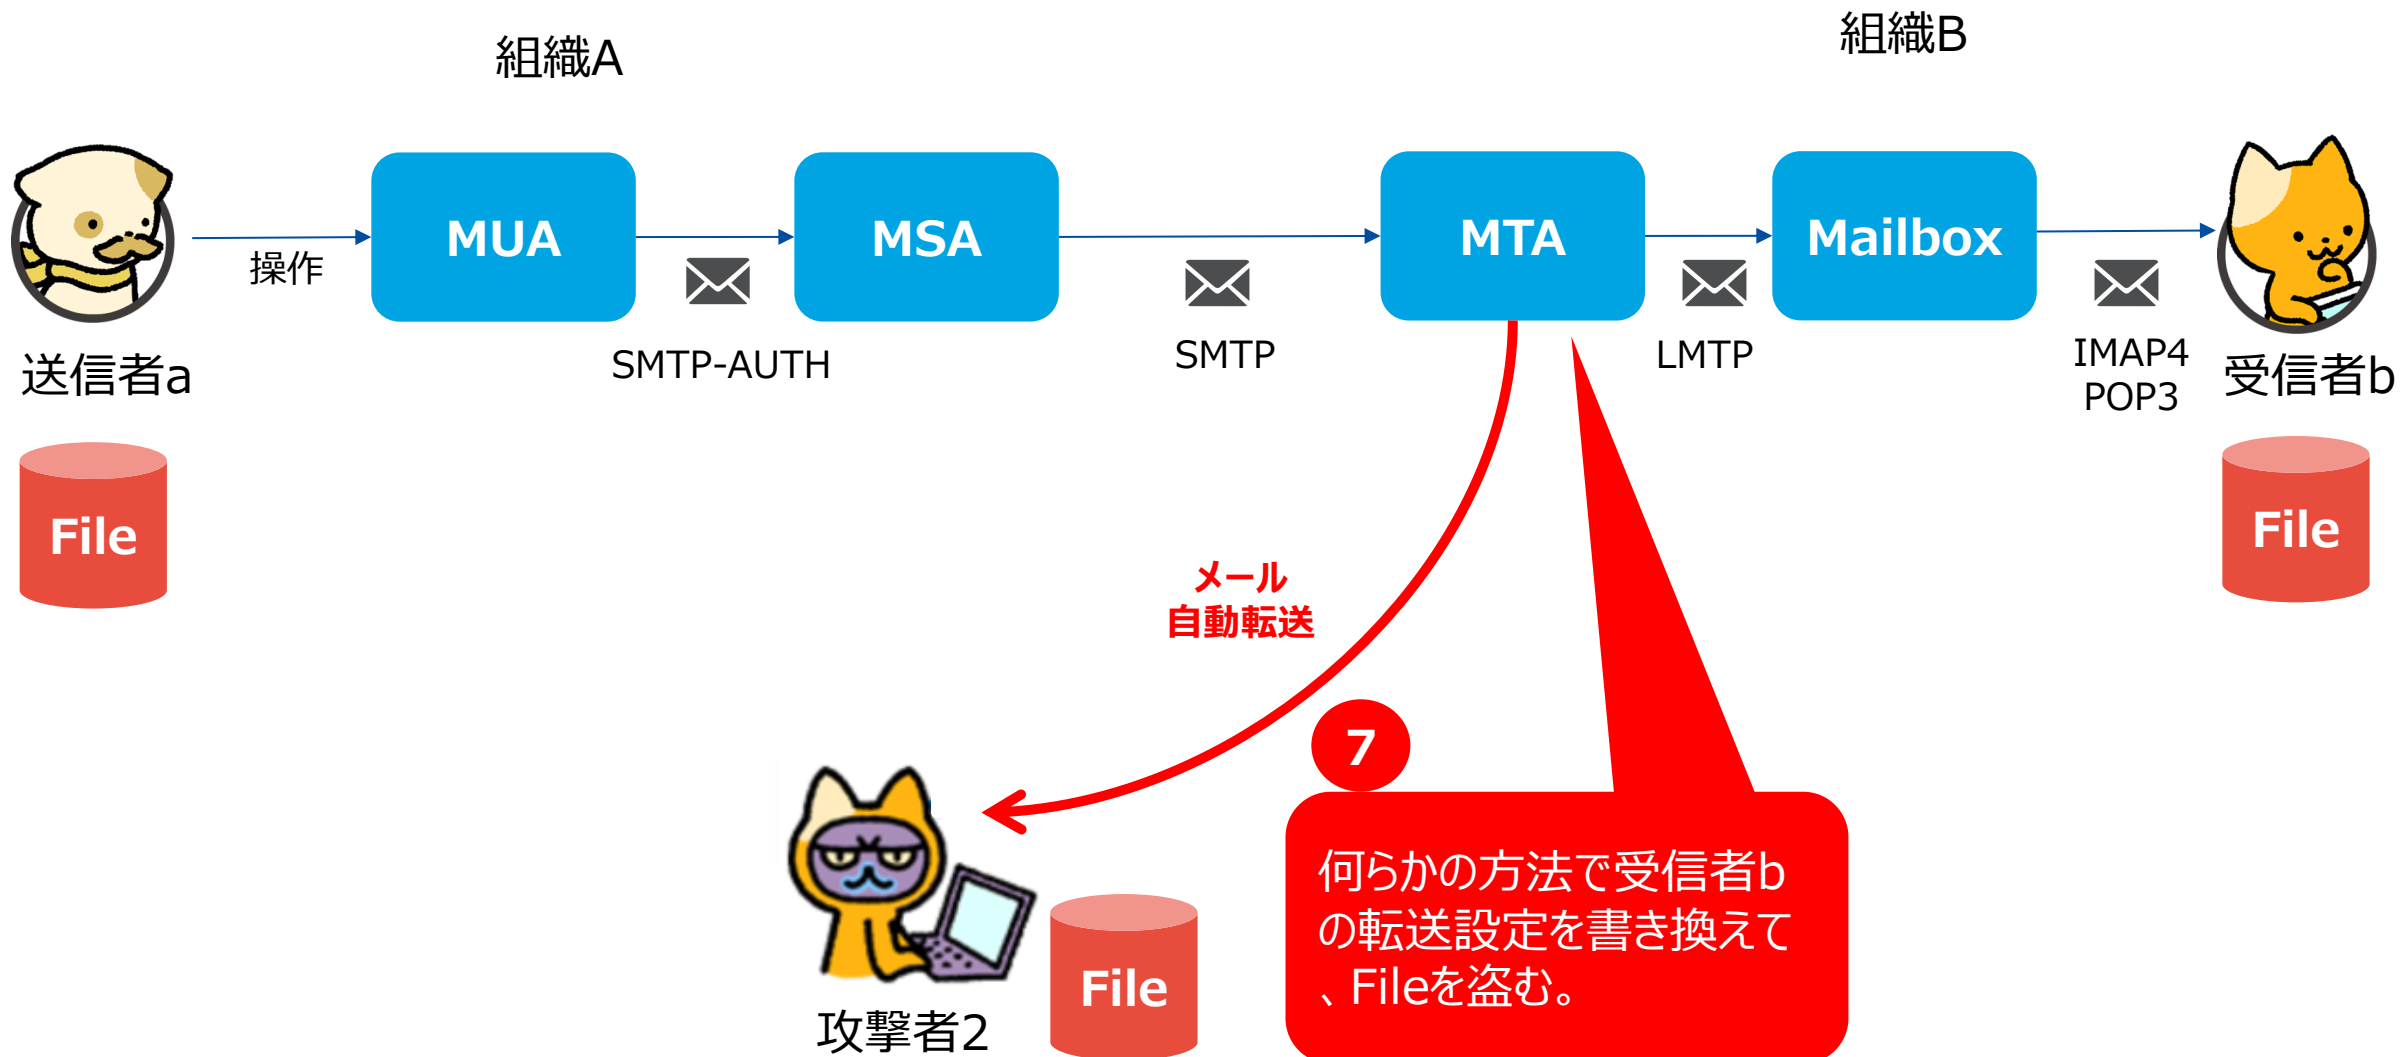 組織A
組織B
操作
MUA
MSA
MTA
Mailbox
送信者a
SMTP-AUTH
SMTP
LMTP
IMAP4
POP3
受信者b
File
File
メール
自動転送
7
何らかの方法で受信者b
の転送設定を書き換えて
、Fileを盗む。
File
攻撃者2